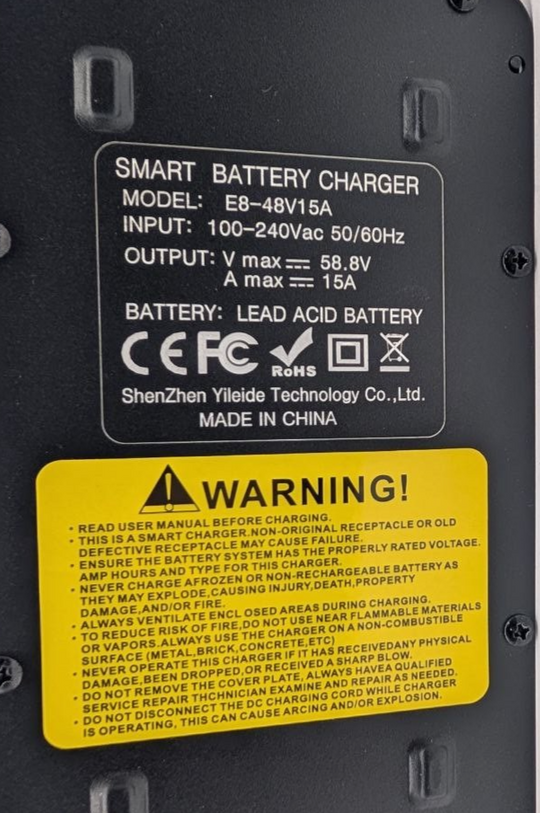 SMART BATTERY CHARGER
MODEL: E8-48V15A
INPUT: 100-240Vac 50/60Hz
OUTPUT: V max ⎓ 58.8V
A max ⎓ 15A
BATTERY: LEAD ACID BATTERY
CE FC RoHS
ShenZhen Yileide Technology Co.,Ltd.
MADE IN CHINA
WARNING!
• READ USER MANUAL BEFORE CHARGING.
• THIS IS A SMART CHARGER.NON-ORIGINAL RECEPTACLE OR OLD
DEFECTIVE RECEPTACLE MAY CAUSE FAILURE.
• ENSURE THE BATTERY SYSTEM HAS THE PROPERLY RATED VOLTAGE.
AMP HOURS AND TYPE FOR THIS CHARGER.
• NEVER CHARGE AFROZEN OR NON-RECHARGEABLE BATTERY AS
THEY MAY EXPLODE,CAUSING INJURY,DEATH,PROPERTY
DAMAGE,AND/OR FIRE.
• ALWAYS VENTILATE ENCL OSED AREAS DURING CHARGING.
• TO REDUCE RISK OF FIRE,DO NOT USE NEAR FLAMMABLE MATERIALS
OR VAPORS.ALWAYS USE THE CHARGER ON A NON-COMBUSTIBLE
SURFACE (METAL,BRICK,CONCRETE,ETC)
• NEVER OPERATE THIS CHARGER IF IT HAS RECEIVEDANY PHYSICAL
DAMAGE,BEEN DROPPED,OR RECEIVED A SHARP BLOW.
• DO NOT REMOVE THE COVER PLATE, ALWAYS HAVEA QUALIFIED
SERVICE REPAIR THCHNICIAN EXAMINE AND REPAIR AS NEEDED.
• DO NOT DISCONNECT THE DC CHARGING CORD WHILE CHARGER
IS OPERATING, THIS CAN CAUSE ARCING AND/OR EXPLOSION.